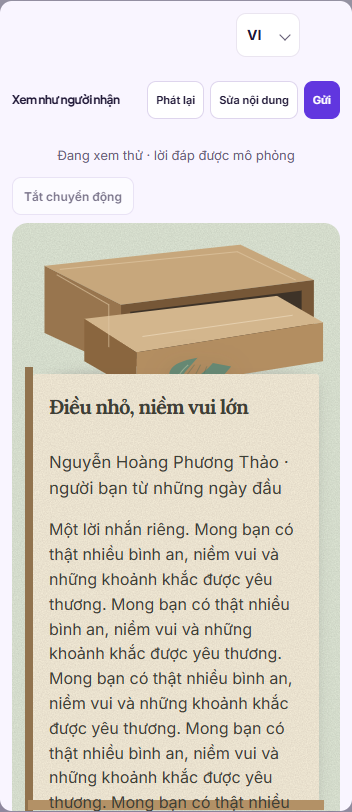 VI
Xem như người nhận
Phát lại
Sửa nội dung
Gửi
Đang xem thử · lời đáp được mô phỏng
Tắt chuyển động
Điều nhỏ, niềm vui lớn
Nguyễn Hoàng Phương Thảo ·
người bạn từ những ngày đầu
Một lời nhắn riêng. Mong bạn có
thật nhiều bình an, niềm vui và
những khoảnh khắc được yêu
thương. Mong bạn có thật nhiều
bình an, niềm vui và những
khoảnh khắc được yêu thương.
Mong bạn có thật nhiều bình an,
niềm vui và những khoảnh khắc
được yêu thương. Mong bạn có
thật nhiều bình an, niềm vui và
những khoảnh khắc được yêu
thương. Mong bạn có thật nhiều